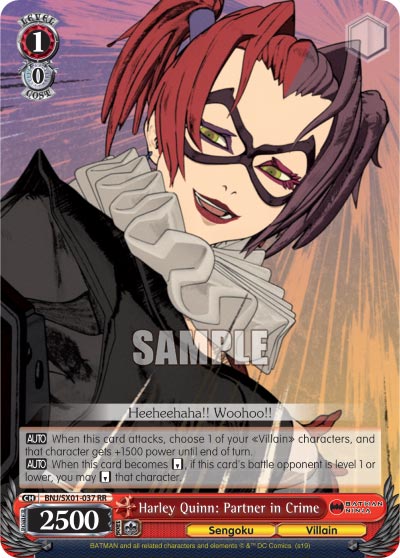 LEVEL
1
0
COST
SAMPLE
Heeheehaha!! Woohoo!!
AUTO When this card attacks, choose 1 of your «Villain» characters, and
that character gets +1500 power until end of turn.
AUTO When this card becomes , if this card's battle opponent is level 1 or
lower, you may that character.
CH BNJ/SX01-037 RR
Harley Quinn: Partner in Crime
BATMAN
NINJA
POWER
2500
Sengoku
Villain
BATMAN and all related characters and elements © & ™ DC Comics. (s19)